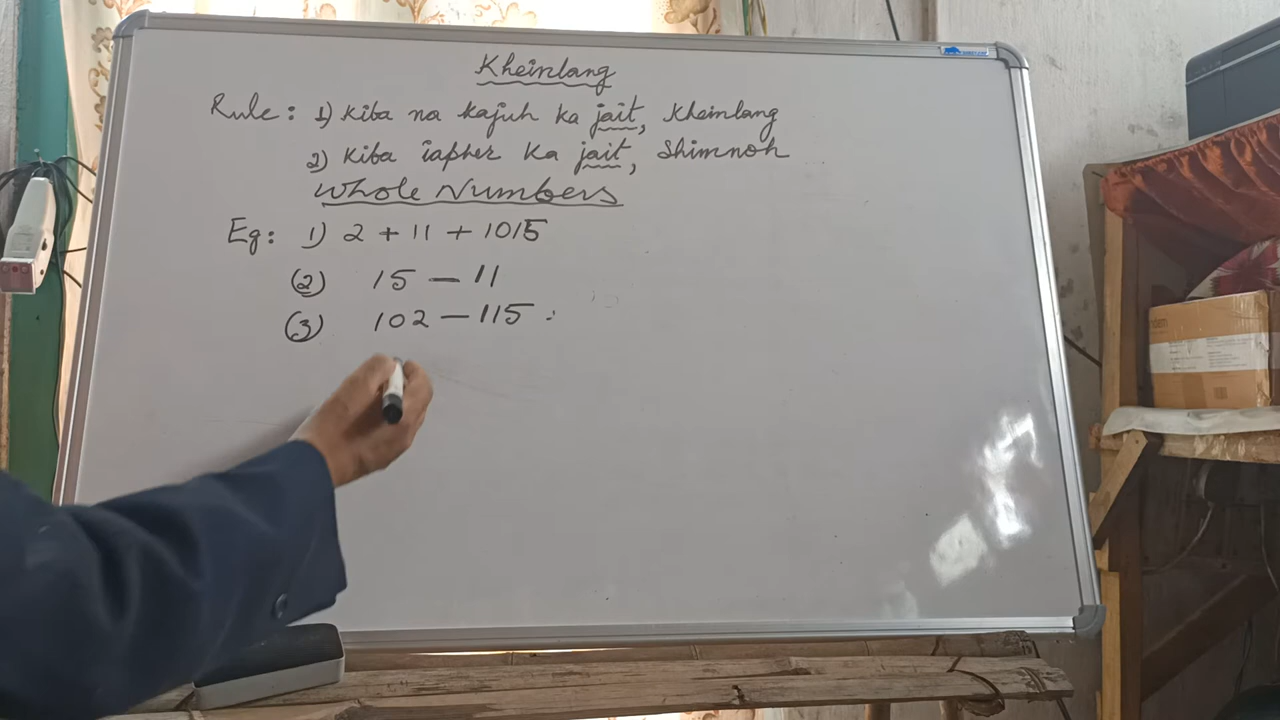 Kheinlang
Rule: 1) Kiba na kajuh ka jait, Kheinlang
2) Kiba iapher ka jait, Shimnoh
Whole Numbers
Eg: 1) 2 + 11 + 1015
(2) 15 – 11
(3) 102 – 115 :